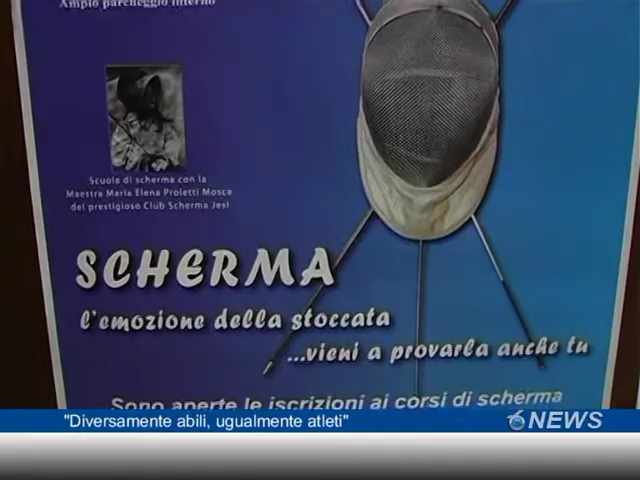 Ampio parcheggio interno
Scuola di scherma con la
Maestra Maria Elena Proietti Mosca
del prestigioso Club Scherma Jesi
SCHERMA
l'emozione della stoccata
...vieni a provarla anche tu
Sono aperte le iscrizioni ai corsi di scherma
"Diversamente abili, ugualmente atleti"
NEWS